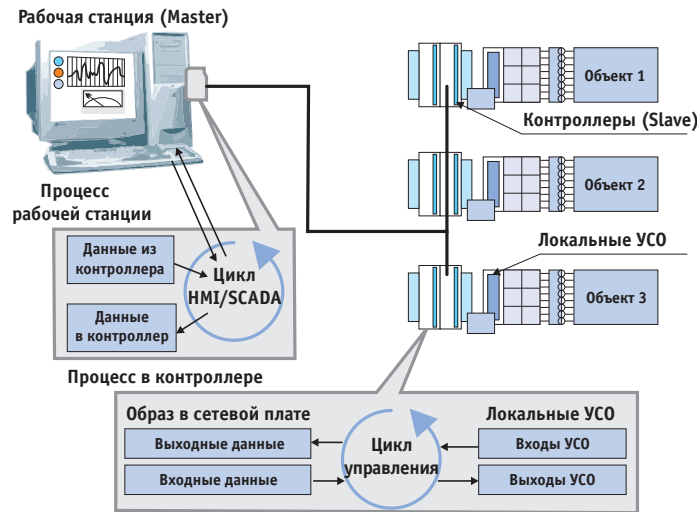 Рабочая станция (Master)
Объект 1
Контроллеры (Slave)
Объект 2
Процесс
рабочей станции
Локальные УСО
Данные из
контроллера
Цикл
HMI/SCADA
Данные
в контроллер
Объект 3
Процесс в контроллере
Образ в сетевой плате
Локальные УСО
Выходные данные
Цикл
управления
Входы УСО
Входные данные
Выходы УСО